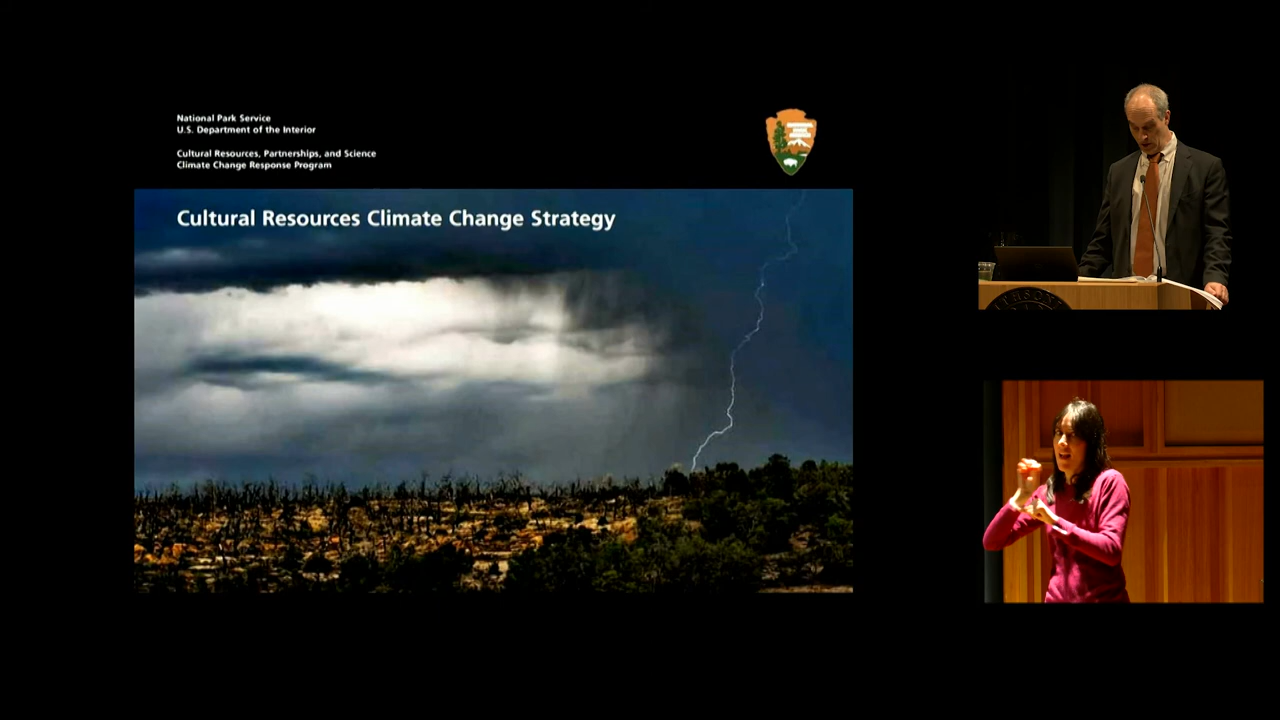 National Park Service
U.S. Department of the Interior
Cultural Resources, Partnerships, and Science
Climate Change Response Program
Cultural Resources Climate Change Strategy